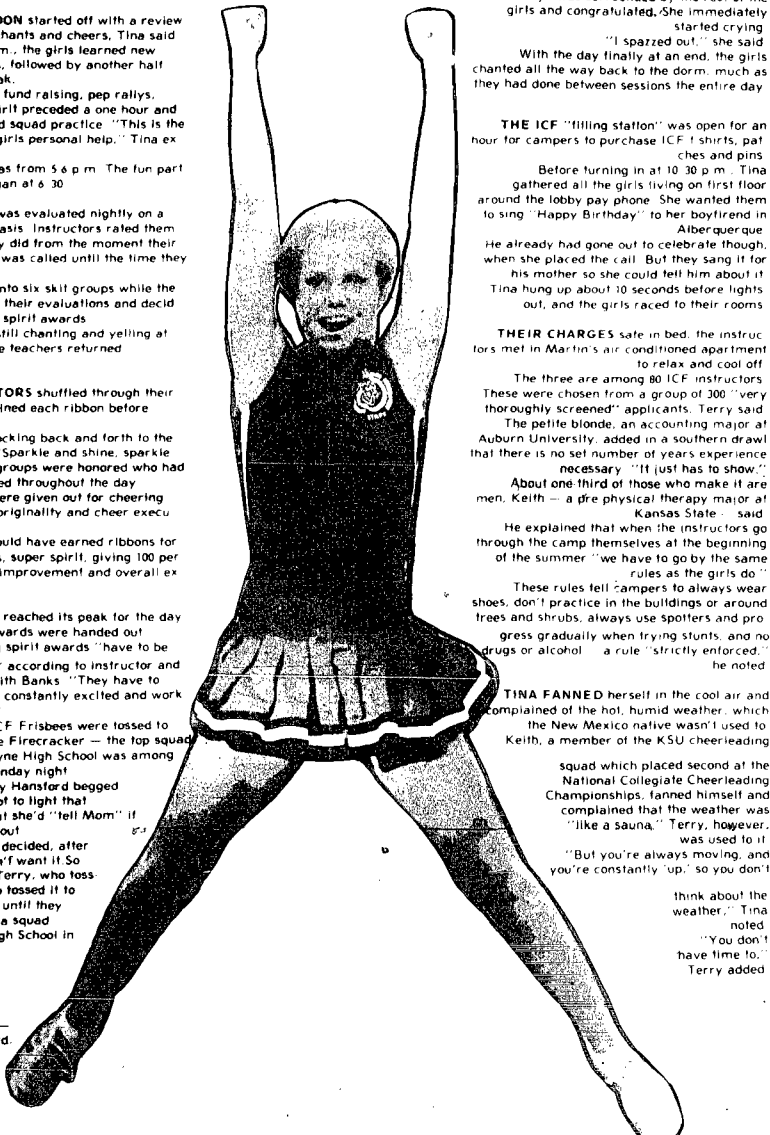 OON started off with a review
hants and cheers, Tina said
m., the girls learned new
, followed by another half
ak.
fund raising, pep rallys,
irit preceded a one hour and
d squad practice "This is the
girls personal help," Tina ex
as from 5 6 p m The fun part
an at 6 30
was evaluated nightly on a
asis Instructors rated them
y did from the moment their
was called until the time they
nto six skit groups while the
their evaluations and decid
spirit awards
till chanting and yelling at
e teachers returned
TORS shuffled through their
ined each ribbon before
cking back and forth to the
Sparkle and shine, sparkle
groups were honored who had
ed throughout the day
ere given out for cheering
originality and cheer execu
ould have earned ribbons for
s, super spirit, giving 100 per
improvement and overall ex
reached its peak for the day
wards were handed out
g spirit awards "have to be
" according to instructor and
ith Banks "They have to
constantly excited and work
CF Frisbees were tossed to
e Firecracker — the top squad
yne High School was among
nday night
y Hansford begged
ot to light that
ut she'd "tell Mom" if
out
decided, after
n'f want it.So
Terry, who toss-
o tossed it to
until they
a squad
gh School in
d.
girls and congratulated. She immediately
started crying
"I spazzed out," she said
With the day finally at an end, the girls
chanted all the way back to the dorm, much as
they had done between sessions the entire day
THE ICF "filling station" was open for an
hour for campers to purchase ICF t shirts, pat
ches and pins
Before turning in at 10 30 p m , Tina
gathered all the girls living on first floor
around the lobby pay phone She wanted them
to sing "Happy Birthday" to her boyfirend in
Alberquerque
He already had gone out to celebrate though,
when she placed the call But they sang it for
his mother so she could tell him about it
Tina hung up about 10 seconds before lights
out, and the girls raced to their rooms
THEIR CHARGES safe in bed, the instruc
tors met in Martin's air conditioned apartment
to relax and cool off
The three are among 80 ICF instructors
These were chosen from a group of 300 "very
thoroughly screened" applicants, Terry said
The petite blonde, an accounting major at
Auburn University, added in a southern drawl
that there is no set number of years experience
necessary "It just has to show."
About one-third of those who make it are
men, Keith — a pre physical therapy major at
Kansas State - said
He explained that when the instructors go
through the camp themselves at the beginning
of the summer "we have to go by the same
rules as the girls do "
These rules tell campers to always wear
shoes, don't practice in the buildings or around
trees and shrubs, always use spotters and pro
gress gradually when trying stunts, and no
drugs or alcohol a rule "strictly enforced,"
he noted
TINA FANNED herself in the cool air and
complained of the hot, humid weather, which
the New Mexico native wasn't used to
Keith, a member of the KSU cheerleading
squad which placed second at the
National Collegiate Cheerleading
Championships, fanned himself and
complained that the weather was
"like a sauna," Terry, however,
was used to it
"But you're always moving, and
you're constantly 'up,' so you don't
think about the
weather," Tina
noted
"You don't
have time to,"
Terry added